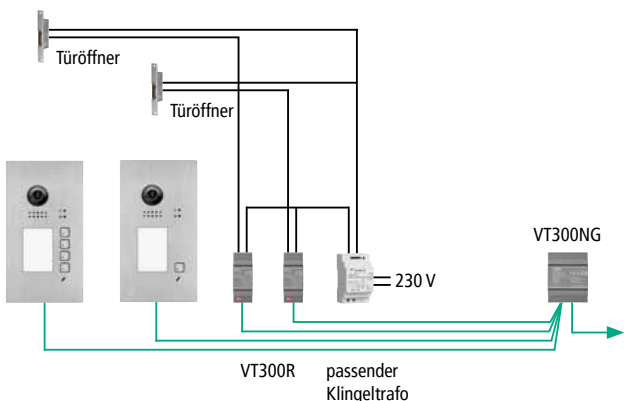 Türöffner
Türöffner
VT300NG
230 V
VT300R
passender
Klingeltrafo